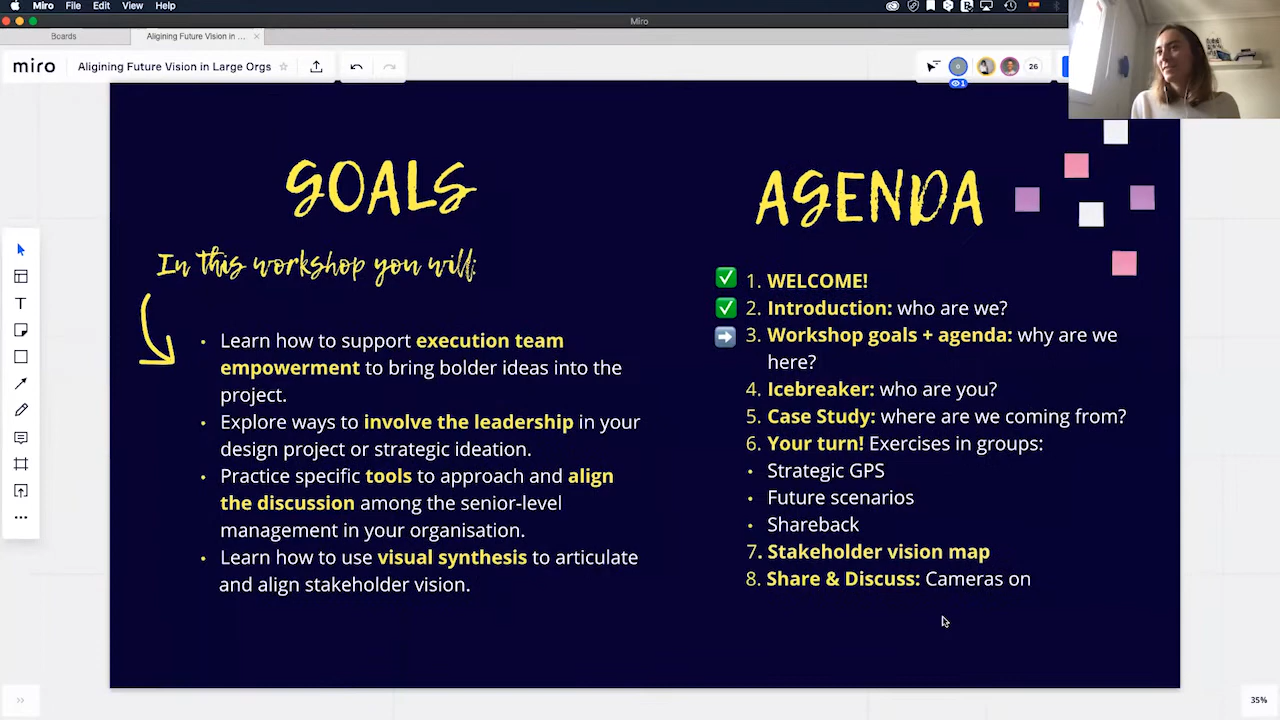 Miro File Edit View Help
Miro
Boards
Aligining Future Vision in ...
miro
Aligining Future Vision in Large Orgs
26
1
GOALS
In this workshop you will:
• Learn how to support execution team
empowerment to bring bolder ideas into the
project.
• Explore ways to involve the leadership in your
design project or strategic ideation.
• Practice specific tools to approach and align
the discussion among the senior-level
management in your organisation.
• Learn how to use visual synthesis to articulate
and align stakeholder vision.
AGENDA
1. WELCOME!
2. Introduction: who are we?
3. Workshop goals + agenda: why are we
here?
4. Icebreaker: who are you?
5. Case Study: where are we coming from?
6. Your turn! Exercises in groups:
• Strategic GPS
• Future scenarios
• Shareback
7. Stakeholder vision map
8. Share & Discuss: Cameras on
35%